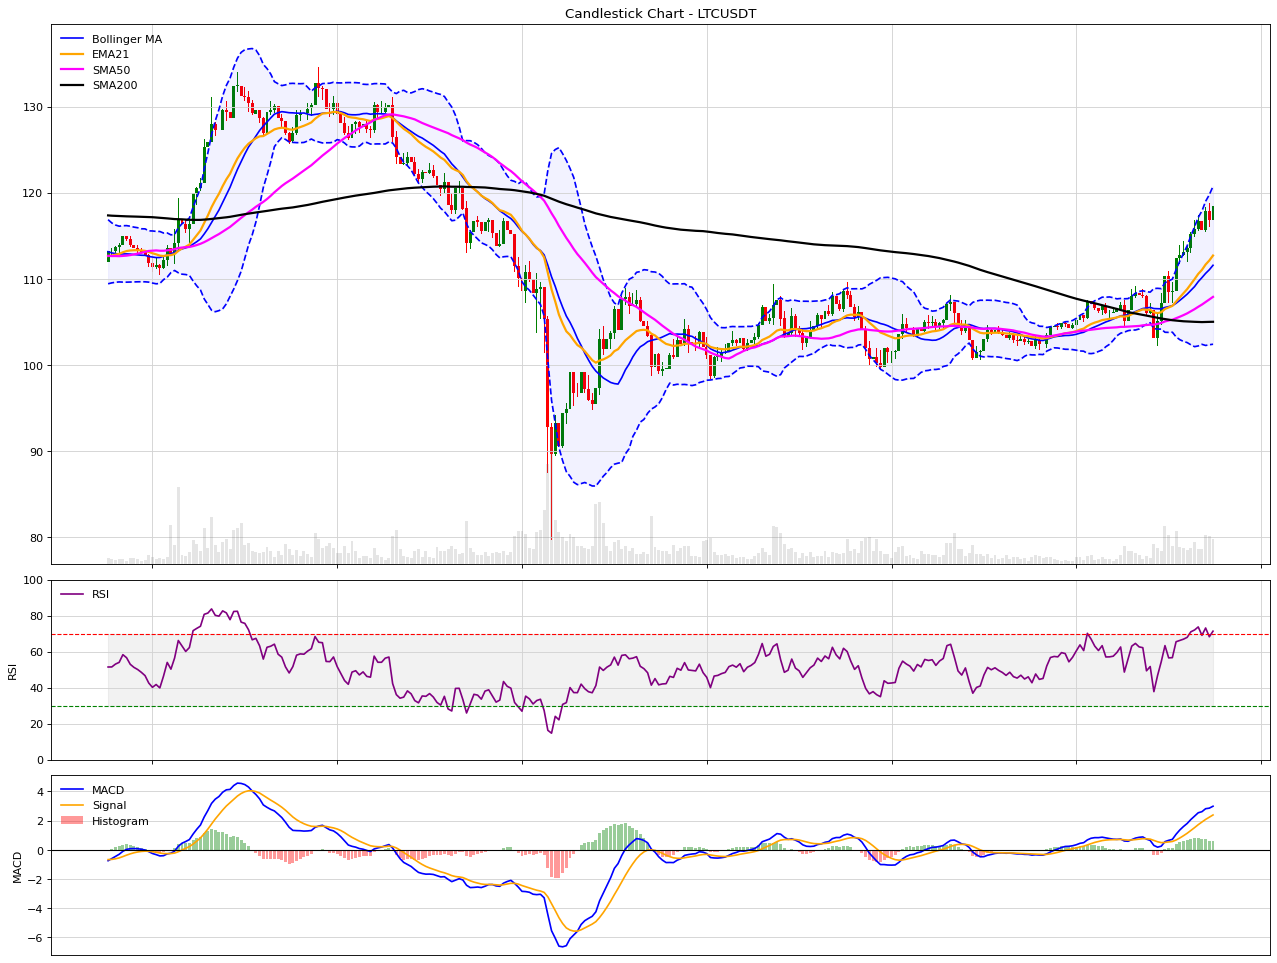 Candlestick Chart - LTCUSDT
Bollinger MA
EMA21
SMA50
SMA200
130
120
110
100
90
80
100
80
60
40
20
0
RSI
RSI
4
2
0
−2
−4
−6
MACD
MACD
Signal
Histogram